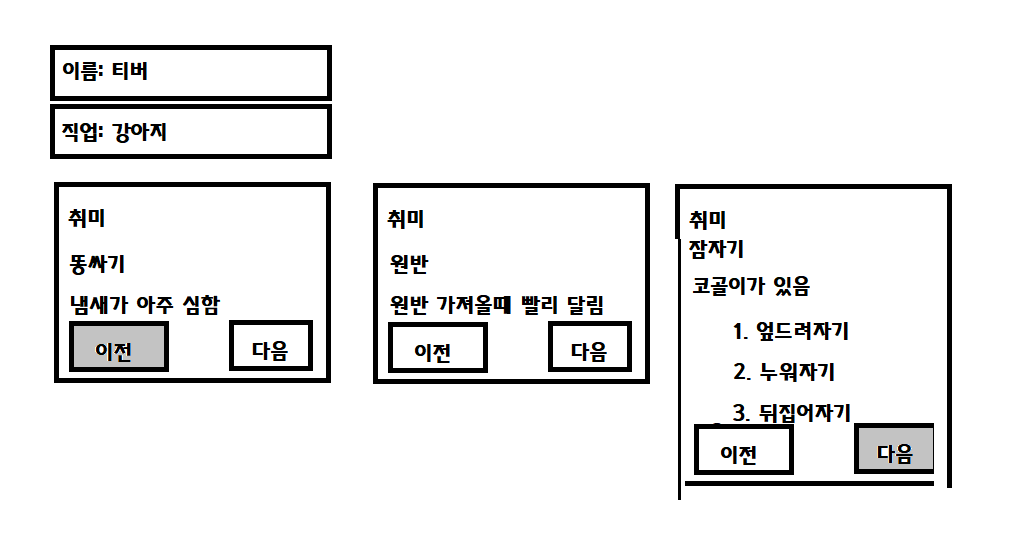 이름: 티버
직업: 강아지
취미
똥싸기
냄새가 아주 심함
이전
다음
취미
원반
원반 가져올때 빨리 달림
이전
다음
취미
잠자기
코골이가 있음
1. 엎드려자기
2. 누워자기
3. 뒤집어자기
이전
다음